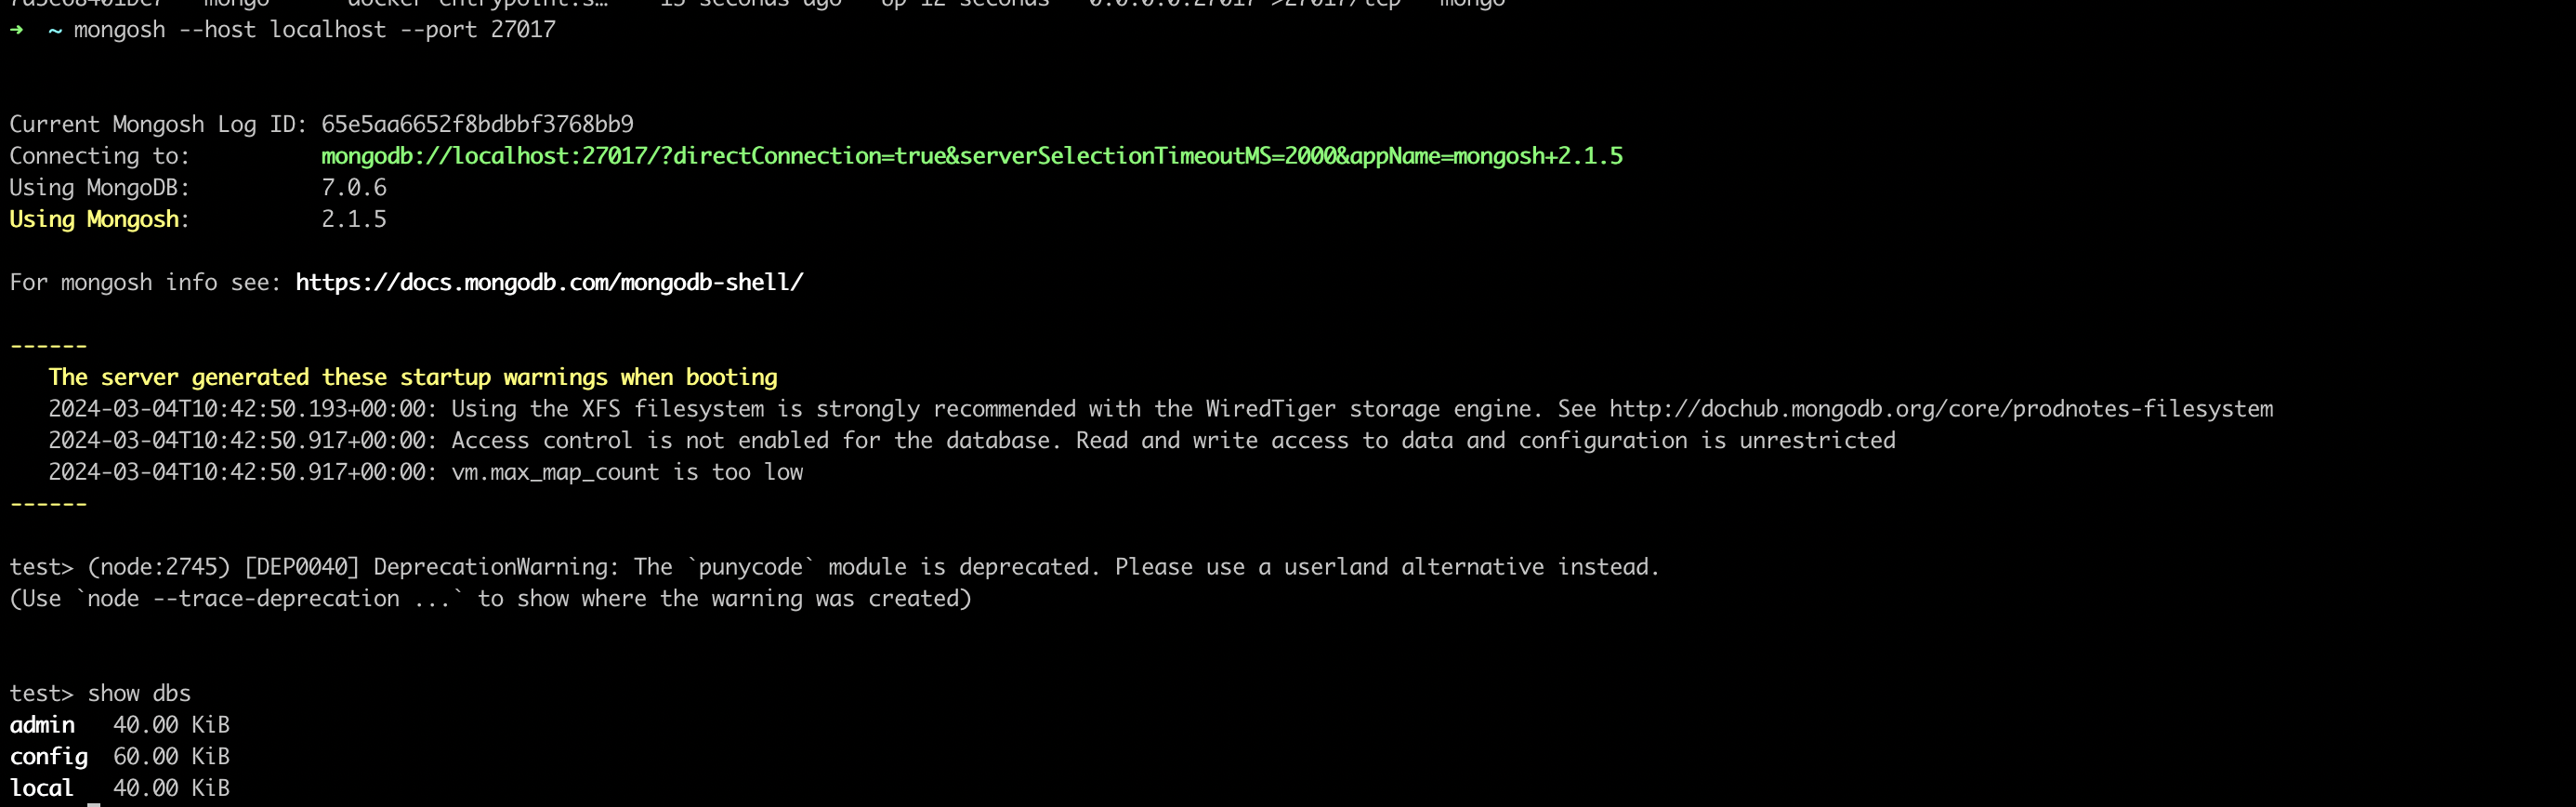 mongo docker-entrypoint.s… 15 seconds ago Up 12 seconds 0.0.0.0:27017->27017/tcp mongo
➜  ~ mongosh --host localhost --port 27017
Current Mongosh Log ID: 65e5aa6652f8bdbbf3768bb9
Connecting to:          mongodb://localhost:27017/?directConnection=true&serverSelectionTimeoutMS=2000&appName=mongosh+2.1.5
Using MongoDB:          7.0.6
Using Mongosh:          2.1.5
For mongosh info see: https://docs.mongodb.com/mongodb-shell/
------
   The server generated these startup warnings when booting
   2024-03-04T10:42:50.193+00:00: Using the XFS filesystem is strongly recommended with the WiredTiger storage engine. See http://dochub.mongodb.org/core/prodnotes-filesystem
   2024-03-04T10:42:50.917+00:00: Access control is not enabled for the database. Read and write access to data and configuration is unrestricted
   2024-03-04T10:42:50.917+00:00: vm.max_map_count is too low
------
test> (node:2745) [DEP0040] DeprecationWarning: The `punycode` module is deprecated. Please use a userland alternative instead.
(Use `node --trace-deprecation ...` to show where the warning was created)
test> show dbs
admin   40.00 KiB
config  60.00 KiB
local   40.00 KiB